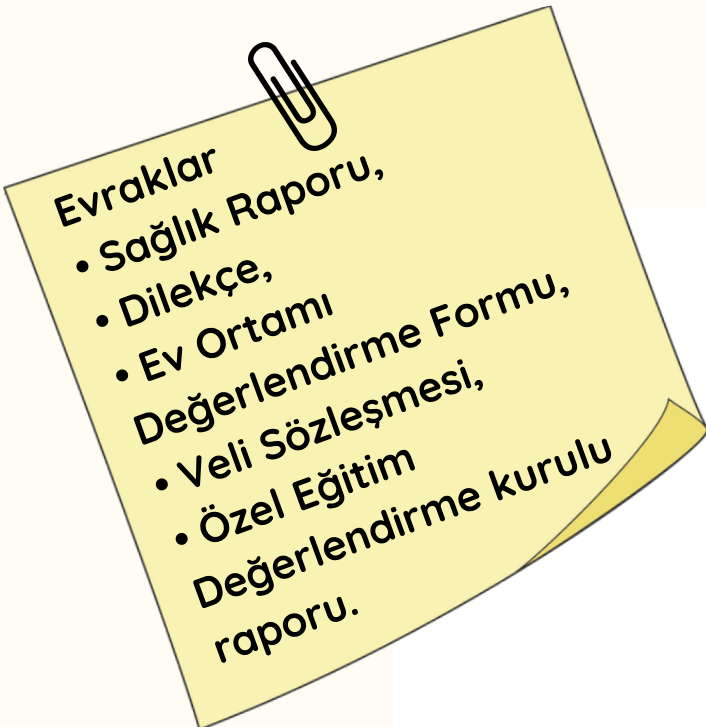 Evraklar
• Sağlık Raporu,
• Dilekçe,
• Ev Ortamı
Değerlendirme Formu,
• Veli Sözleşmesi,
• Özel Eğitim
Değerlendirme kurulu
raporu.